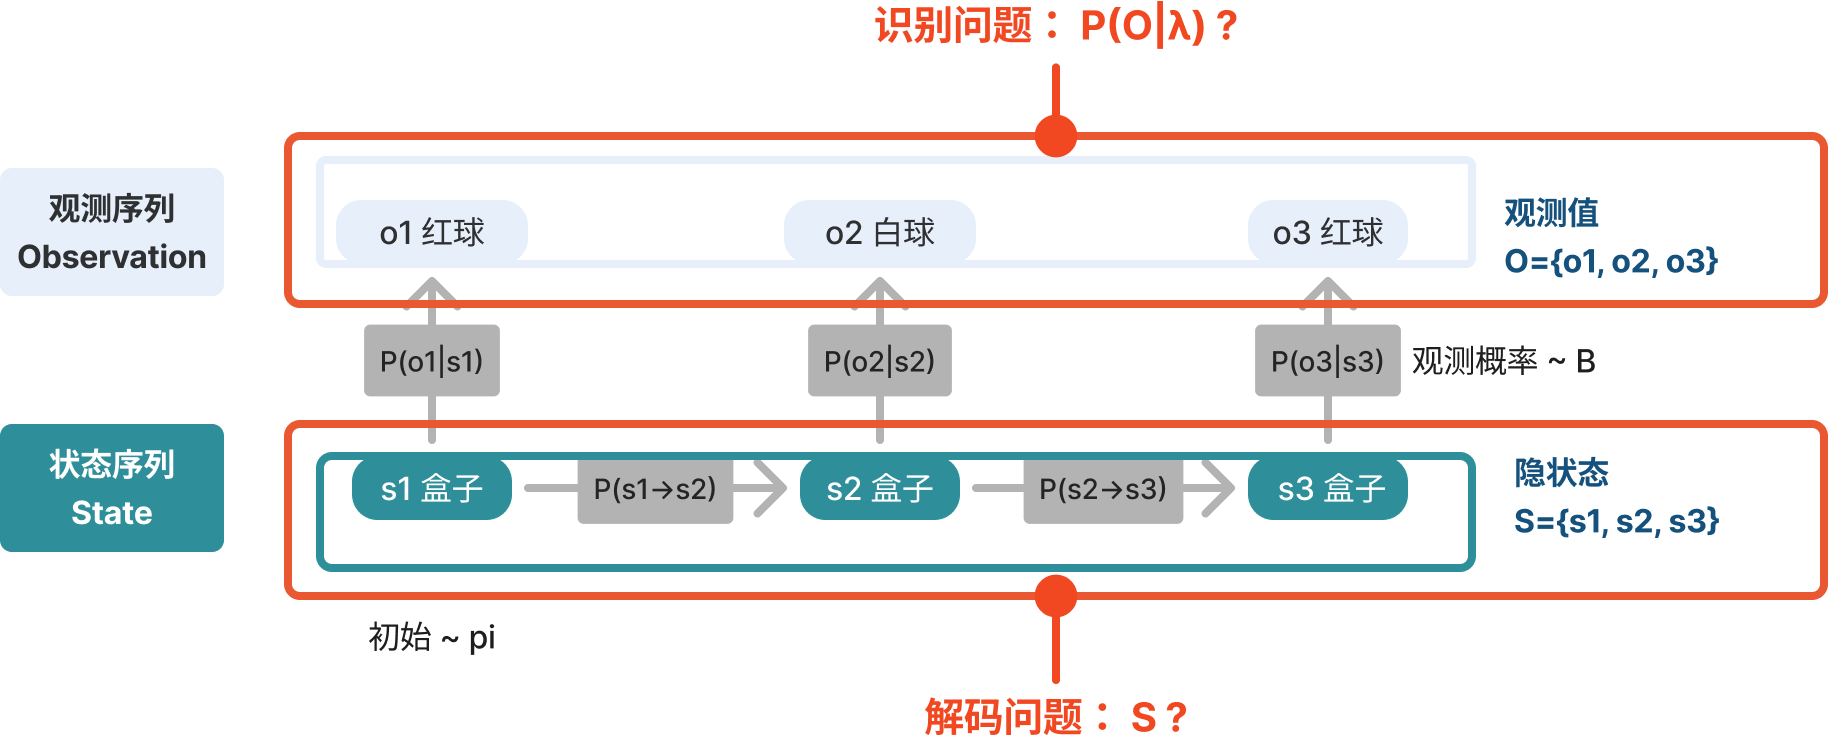 识别问题： P(O|λ) ?
观测序列
Observation
o1 红球
o2 白球
o3 红球
观测值
O={o1, o2, o3}
P(o1|s1)
P(o2|s2)
P(o3|s3)
观测概率 ~ B
状态序列
State
s1 盒子
P(s1→s2)
s2 盒子
P(s2→s3)
s3 盒子
隐状态
S={s1, s2, s3}
初始 ~ pi
解码问题： S ?